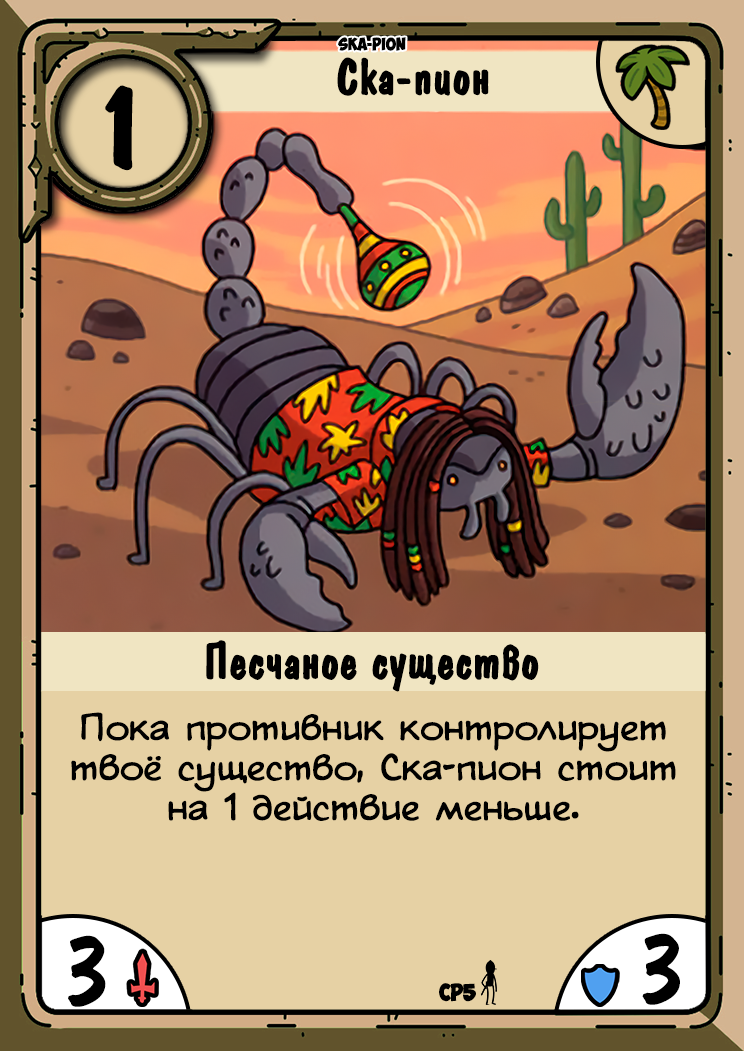 SKA-PION
Ска-пион
1
Песчаное существо
Пока противник контролирует
твоё существо, Ска-пион стоит
на 1 действие меньше.
3
CP5
3